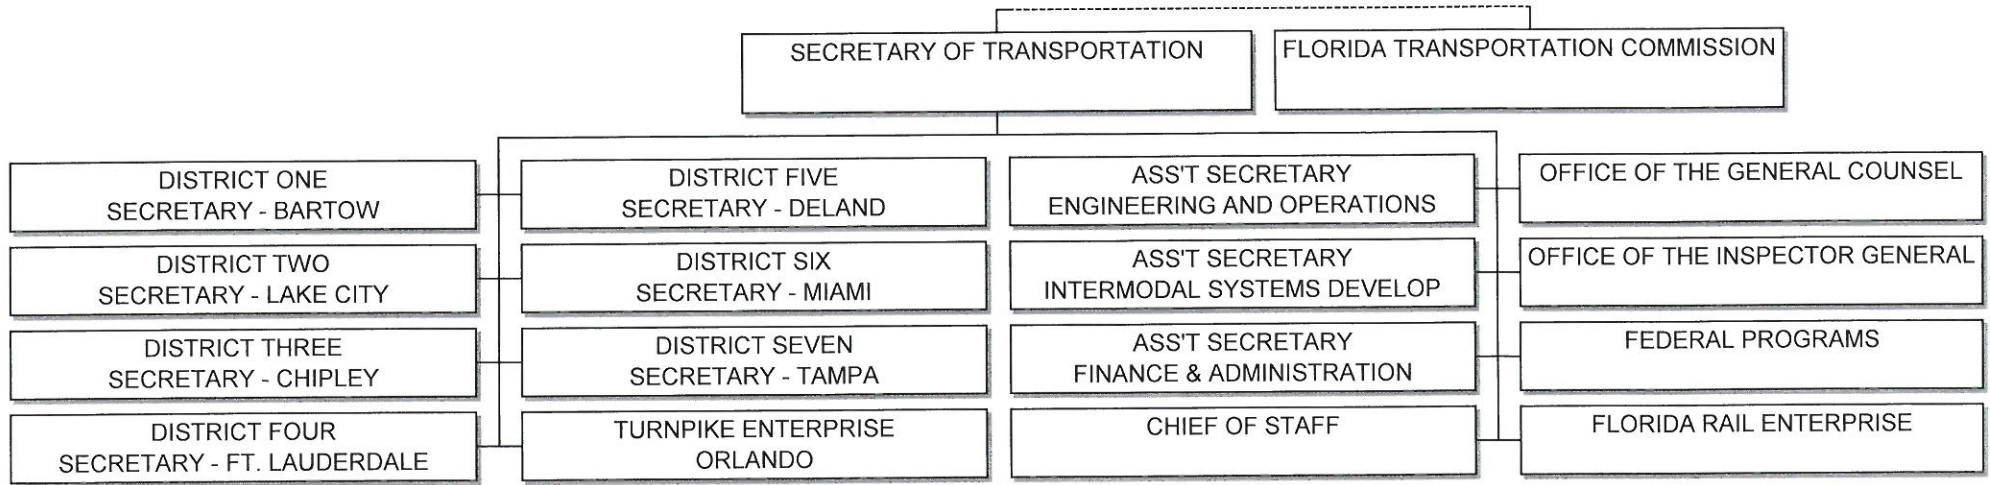 SECRETARY OF TRANSPORTATION
FLORIDA TRANSPORTATION COMMISSION
DISTRICT ONE
SECRETARY - BARTOW
DISTRICT FIVE
SECRETARY - DELAND
ASS'T SECRETARY
ENGINEERING AND OPERATIONS
OFFICE OF THE GENERAL COUNSEL
DISTRICT TWO
SECRETARY - LAKE CITY
DISTRICT SIX
SECRETARY - MIAMI
ASS'T SECRETARY
INTERMODAL SYSTEMS DEVELOP
OFFICE OF THE INSPECTOR GENERAL
DISTRICT THREE
SECRETARY - CHIPLEY
DISTRICT SEVEN
SECRETARY - TAMPA
ASS'T SECRETARY
FINANCE & ADMINISTRATION
FEDERAL PROGRAMS
DISTRICT FOUR
SECRETARY - FT. LAUDERDALE
TURNPIKE ENTERPRISE
ORLANDO
CHIEF OF STAFF
FLORIDA RAIL ENTERPRISE